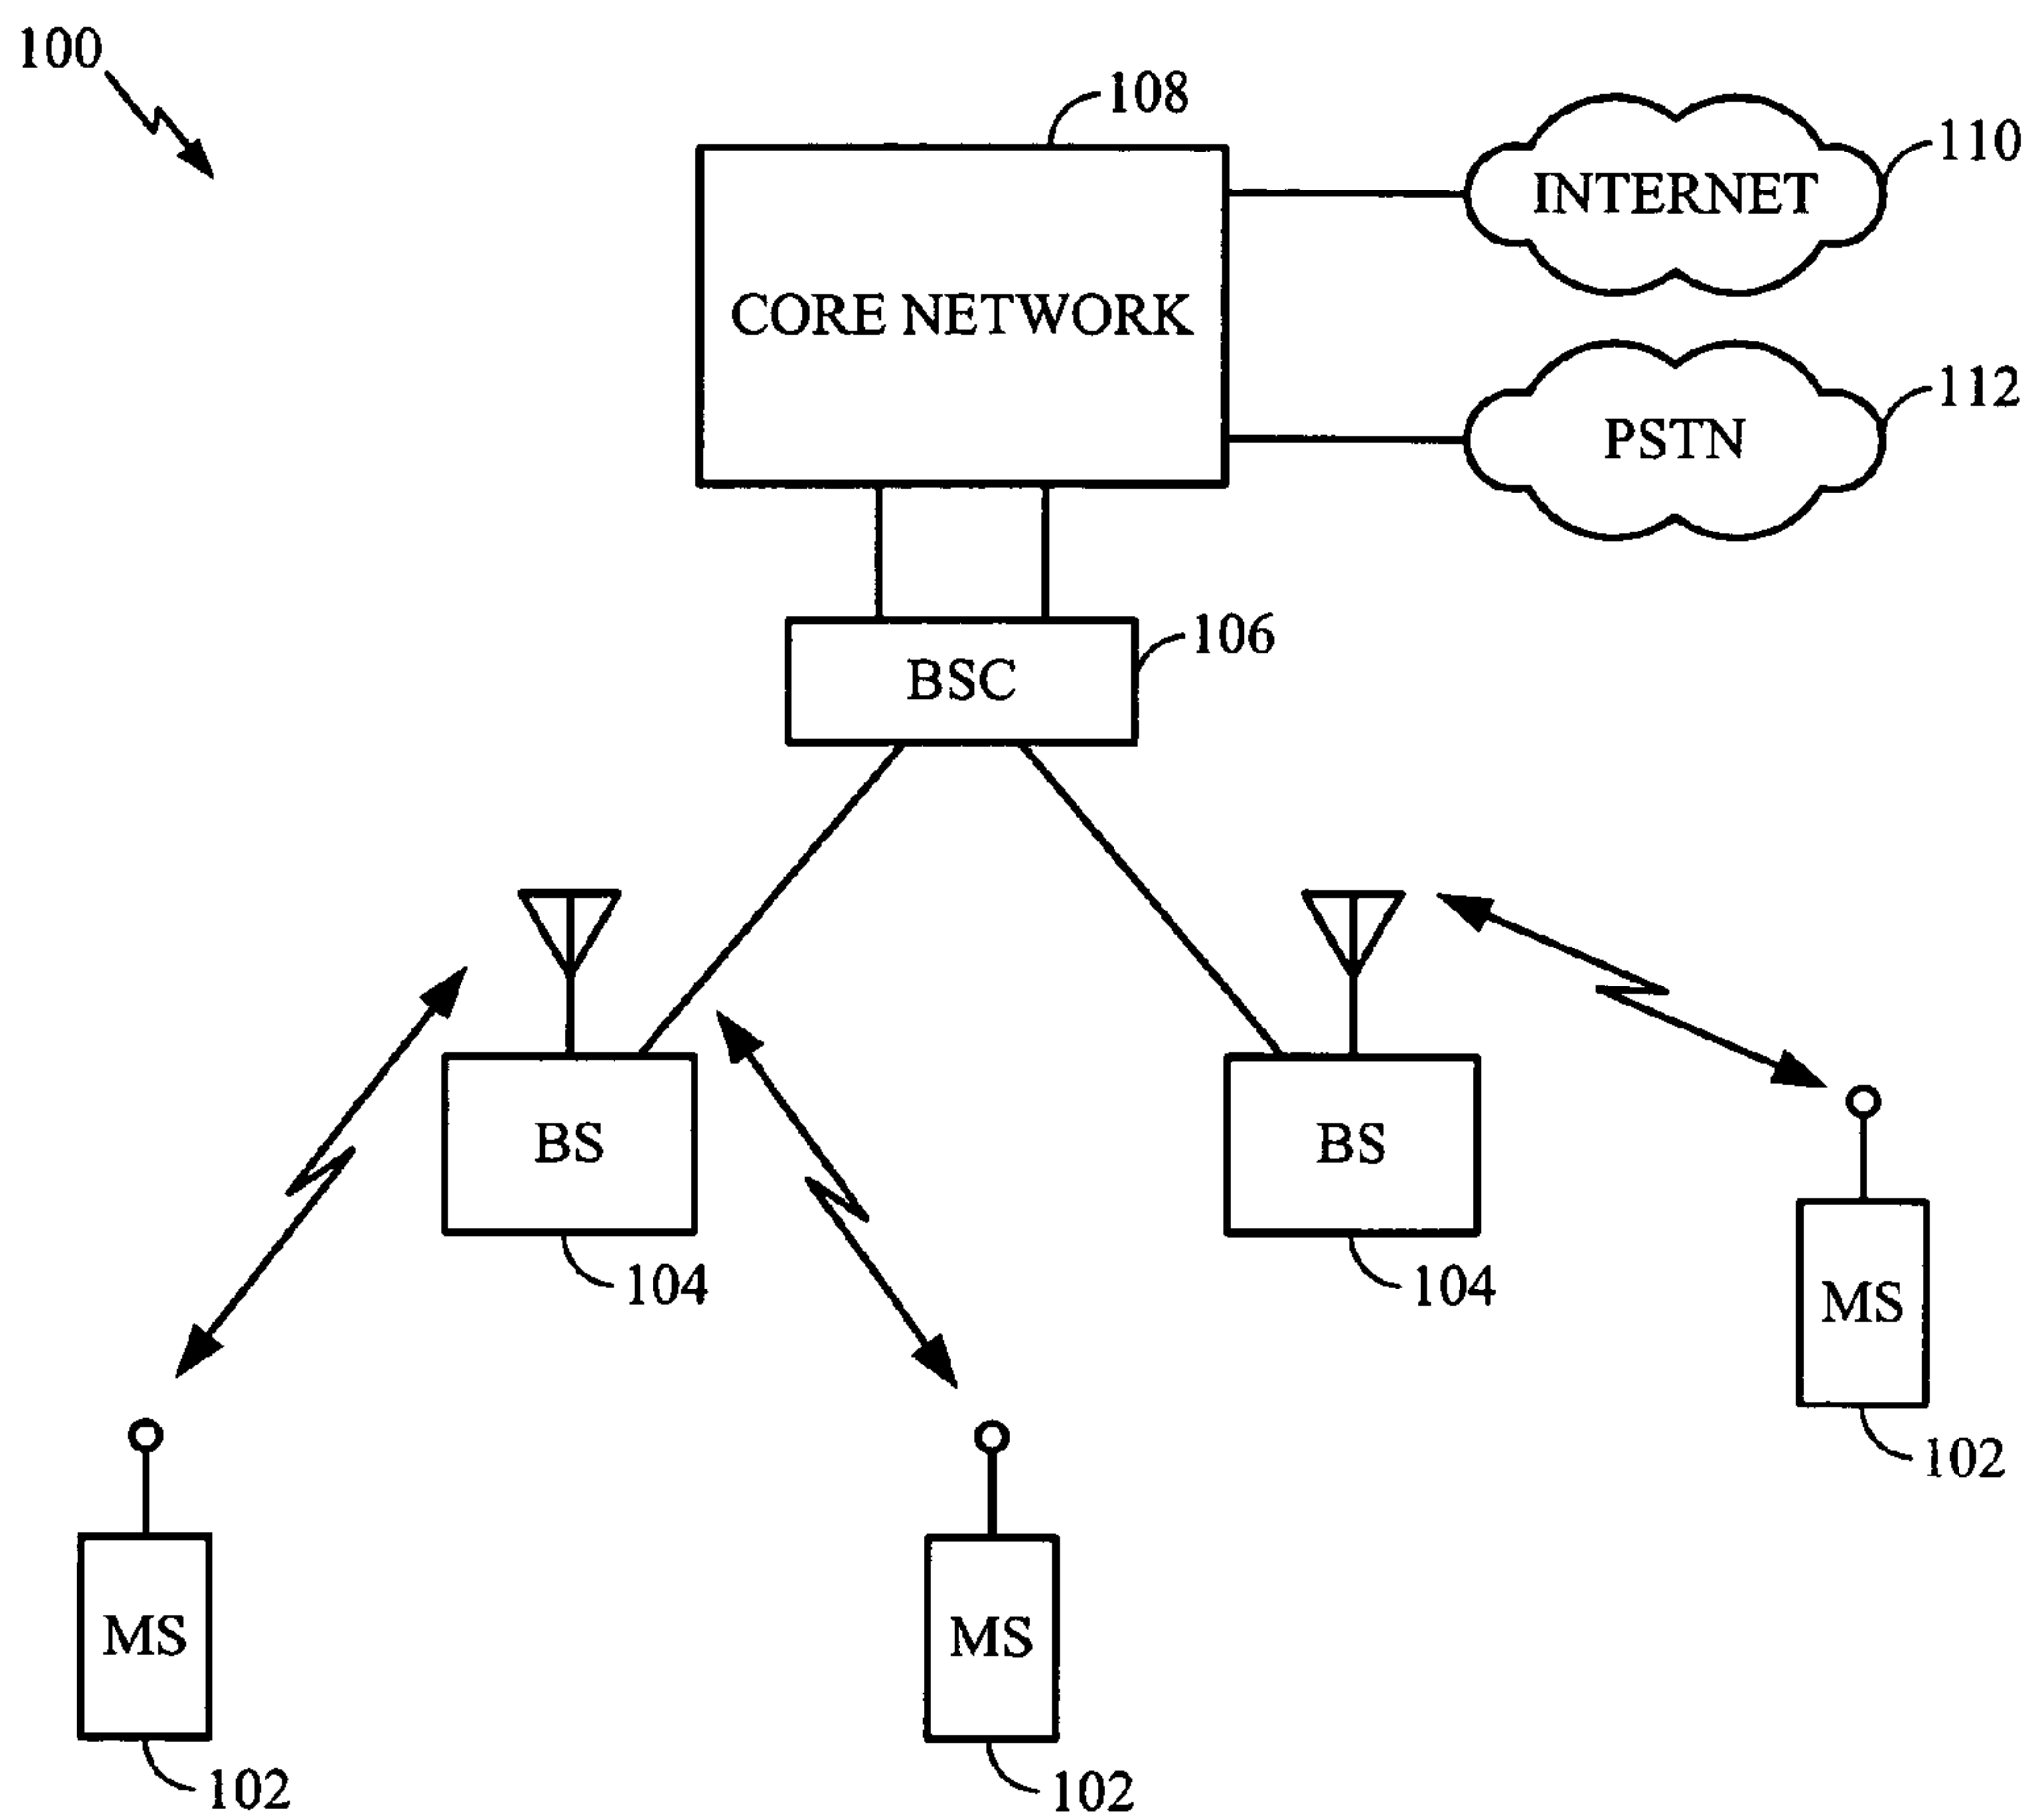 100
108
110
INTERNET
CORE NETWORK
112
PSTN
106
BSC
BS
BS
104
104
MS
102
MS
MS
102
102